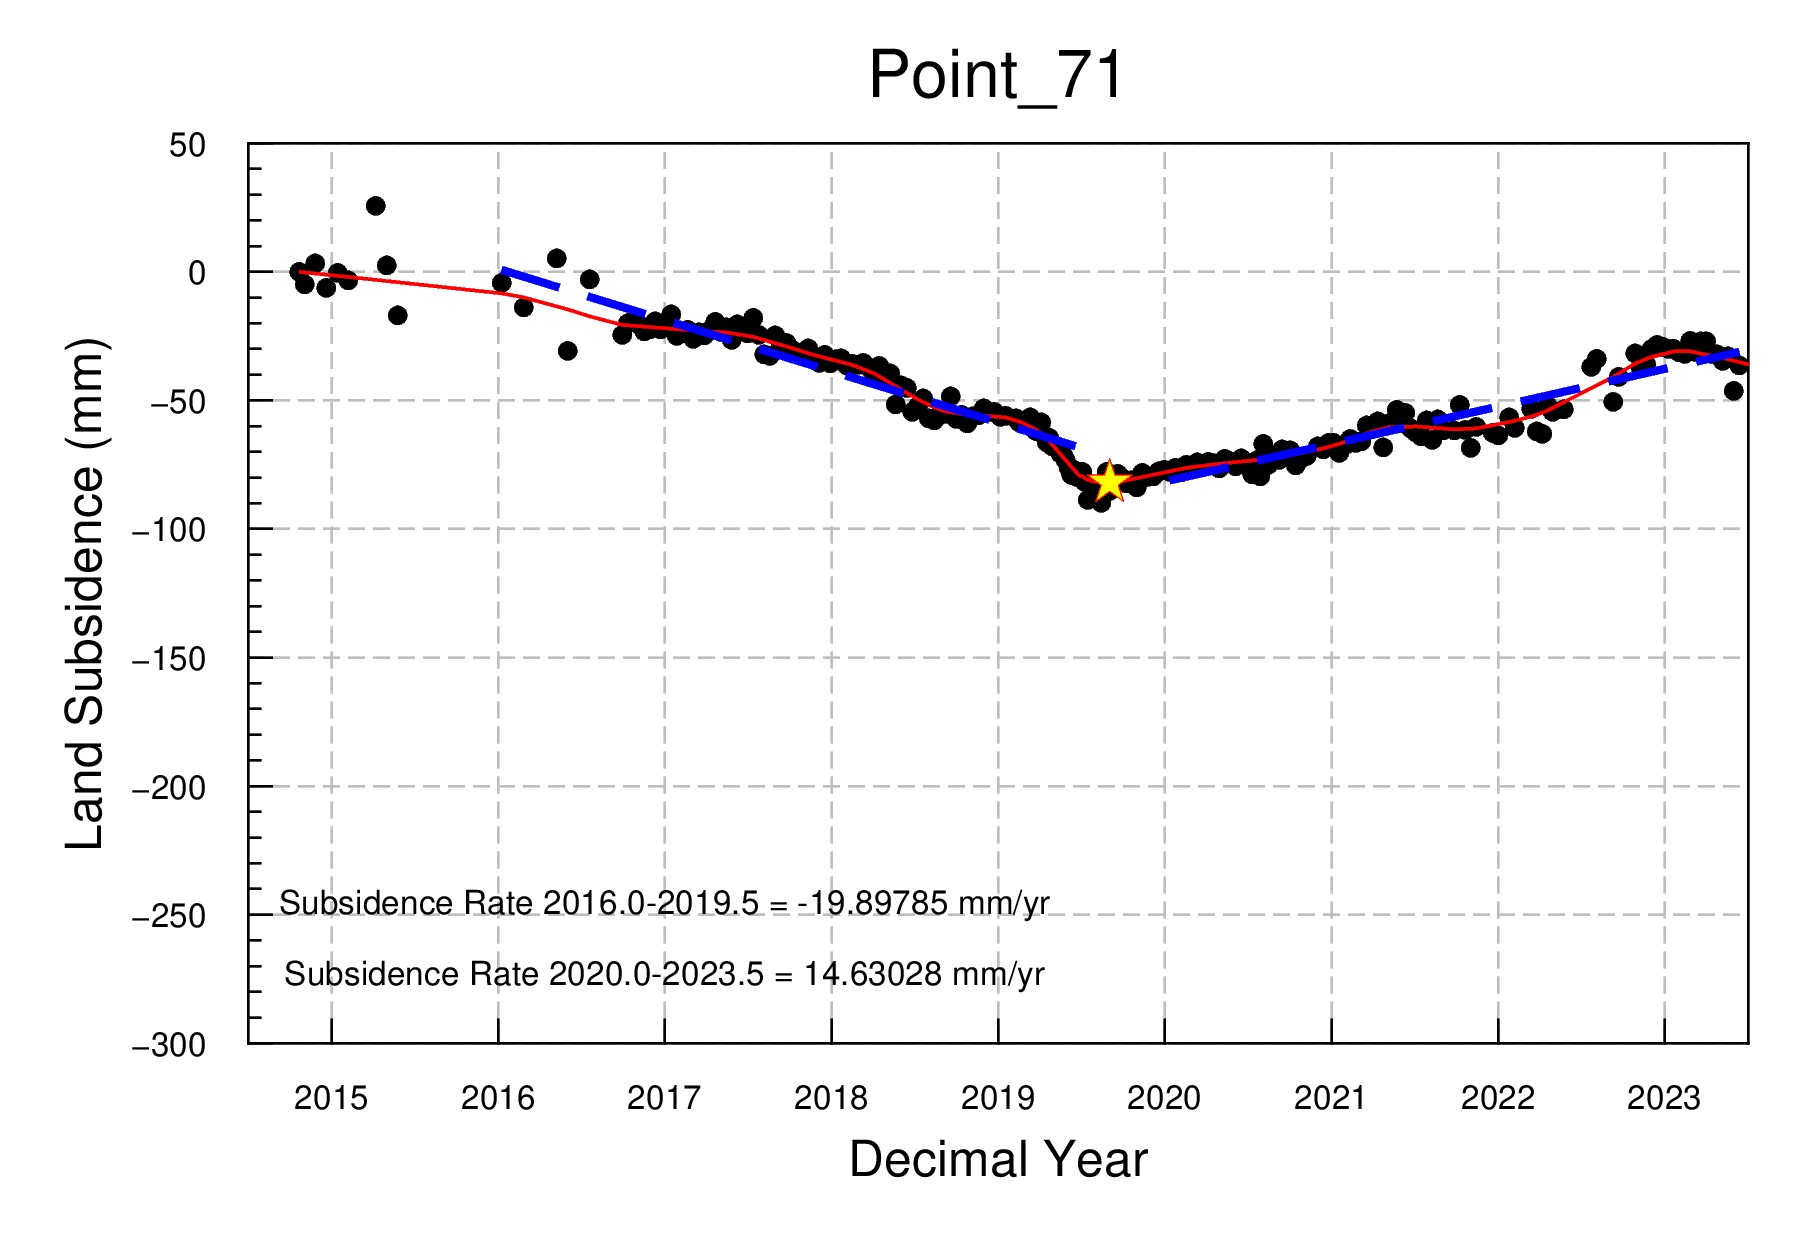 Point_71
50
0
−50
−100
−150
−200
−250
−300
Land Subsidence (mm)
Subsidence Rate 2016.0-2019.5 = -19.89785 mm/yr
Subsidence Rate 2020.0-2023.5 = 14.63028 mm/yr
2015 2016 2017 2018 2019 2020 2021 2022 2023
Decimal Year